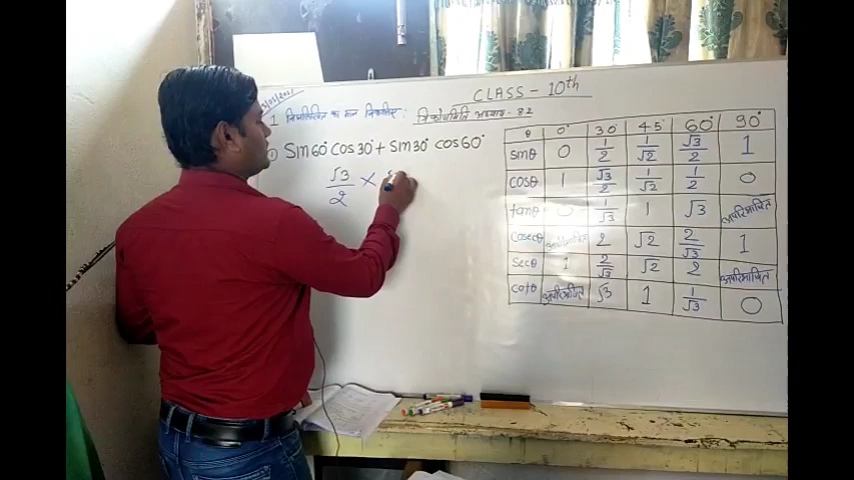 CLASS - 10th
1 निम्नलिखित का मान निकालिए: त्रिकोणमिति अध्याय- 8.2
① Sin60° Cos30° + Sin30° cos60°
√3/2 ×
θ 0° 30° 45° 60° 90°
sinθ 0 1/2 1/√2 √3/2 1
cosθ 1 √3/2 1/√2 1/2 0
tanθ 0 1/√3 1 √3 अपरिभाषित
cosecθ अपरिभाषित 2 √2 2/√3 1
secθ 1 2/√3 √2 2 अपरिभाषित
cotθ अपरिभाषित √3 1 1/√3 0